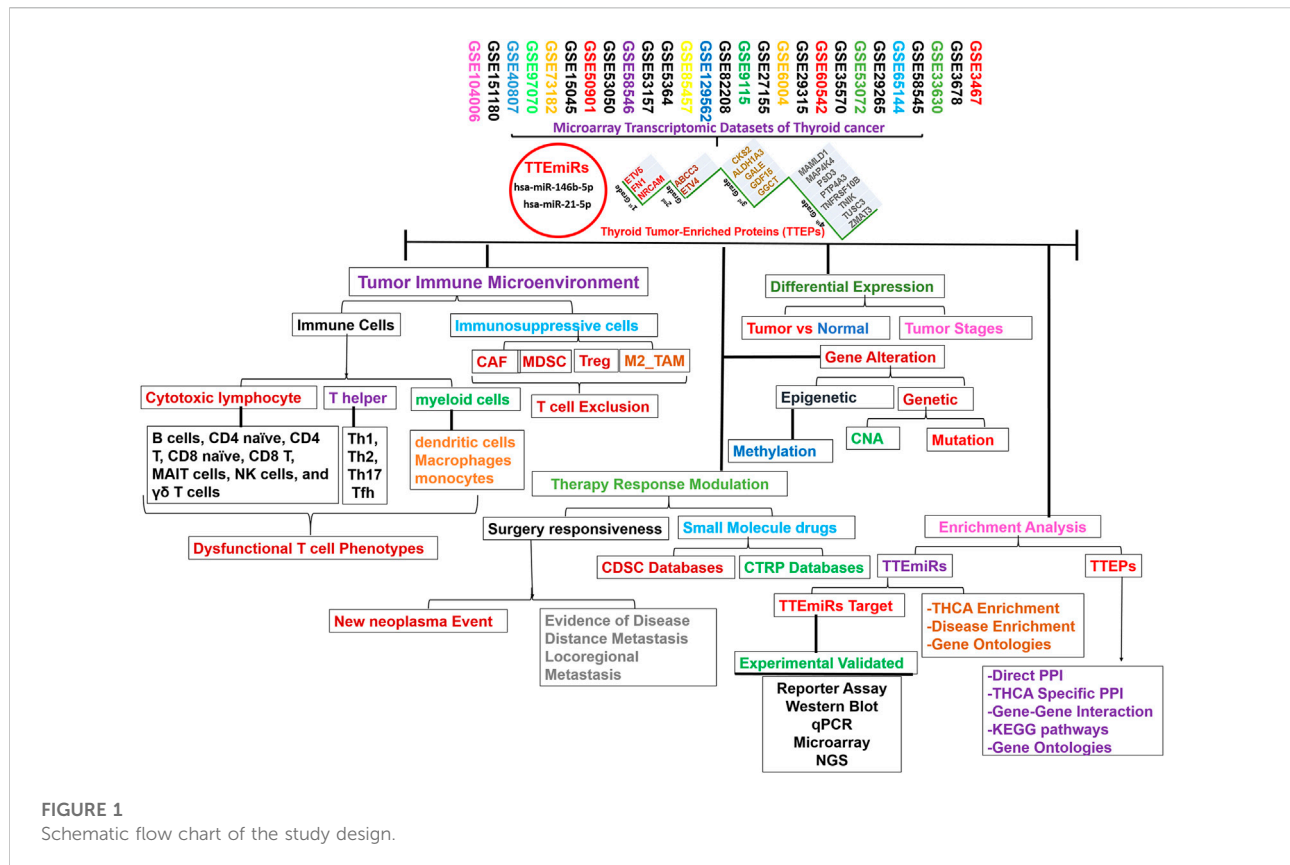 GSE104006
GSE151180
GSE40807
GSE97070
GSE73182
GSE15045
GSE50901
GSE53050
GSE58546
GSE53157
GSE5364
GSE85457
GSE129562
GSE82208
GSE9115
GSE27155
GSE6004
GSE29315
GSE60542
GSE35570
GSE53072
GSE29265
GSE65144
GSE58545
GSE33630
GSE3678
GSE3467
Microarray Transcriptomic Datasets of Thyroid cancer
TTEmiRs
hsa-miR-146b-5p
hsa-miR-21-5p
1st Grade
ETV5
FN1
NRCAM
2nd Grade
ABCC3
ETV4
3rd Grade
CKS2
ALDH1A3
GALE
GDF15
GGCT
4th Grade
MAMLD1
MAP4K4
PSD3
PTP4A3
TNFRSF10B
TNIK
TUSC3
ZMAT3
Thyroid Tumor-Enriched Proteins (TTEPs)
Tumor Immune Microenvironment
Differential Expression
Immune Cells
Immunosuppressive cells
Tumor vs Normal
Tumor Stages
CAF
MDSC
Treg
M2_TAM
Gene Alteration
Cytotoxic lymphocyte
T helper
myeloid cells
T cell Exclusion
Epigenetic
Genetic
B cells, CD4 naïve, CD4
T, CD8 naïve, CD8 T,
MAIT cells, NK cells, and
γδ T cells
Th1,
Th2,
Th17
Tfh
dendritic cells
Macrophages
monocytes
Methylation
CNA
Mutation
Therapy Response Modulation
Dysfunctional T cell Phenotypes
Surgery responsiveness
Small Molecule drugs
Enrichment Analysis
CDSC Databases
CTRP Databases
TTEmiRs
TTEPs
New neoplasma Event
Evidence of Disease
Distance Metastasis
Locoregional
Metastasis
TTEmiRs Target
-THCA Enrichment
-Disease Enrichment
-Gene Ontologies
Experimental Validated
Reporter Assay
Western Blot
qPCR
Microarray
NGS
-Direct PPI
-THCA Specific PPI
-Gene-Gene Interaction
-KEGG pathways
-Gene Ontologies
FIGURE 1
Schematic flow chart of the study design.